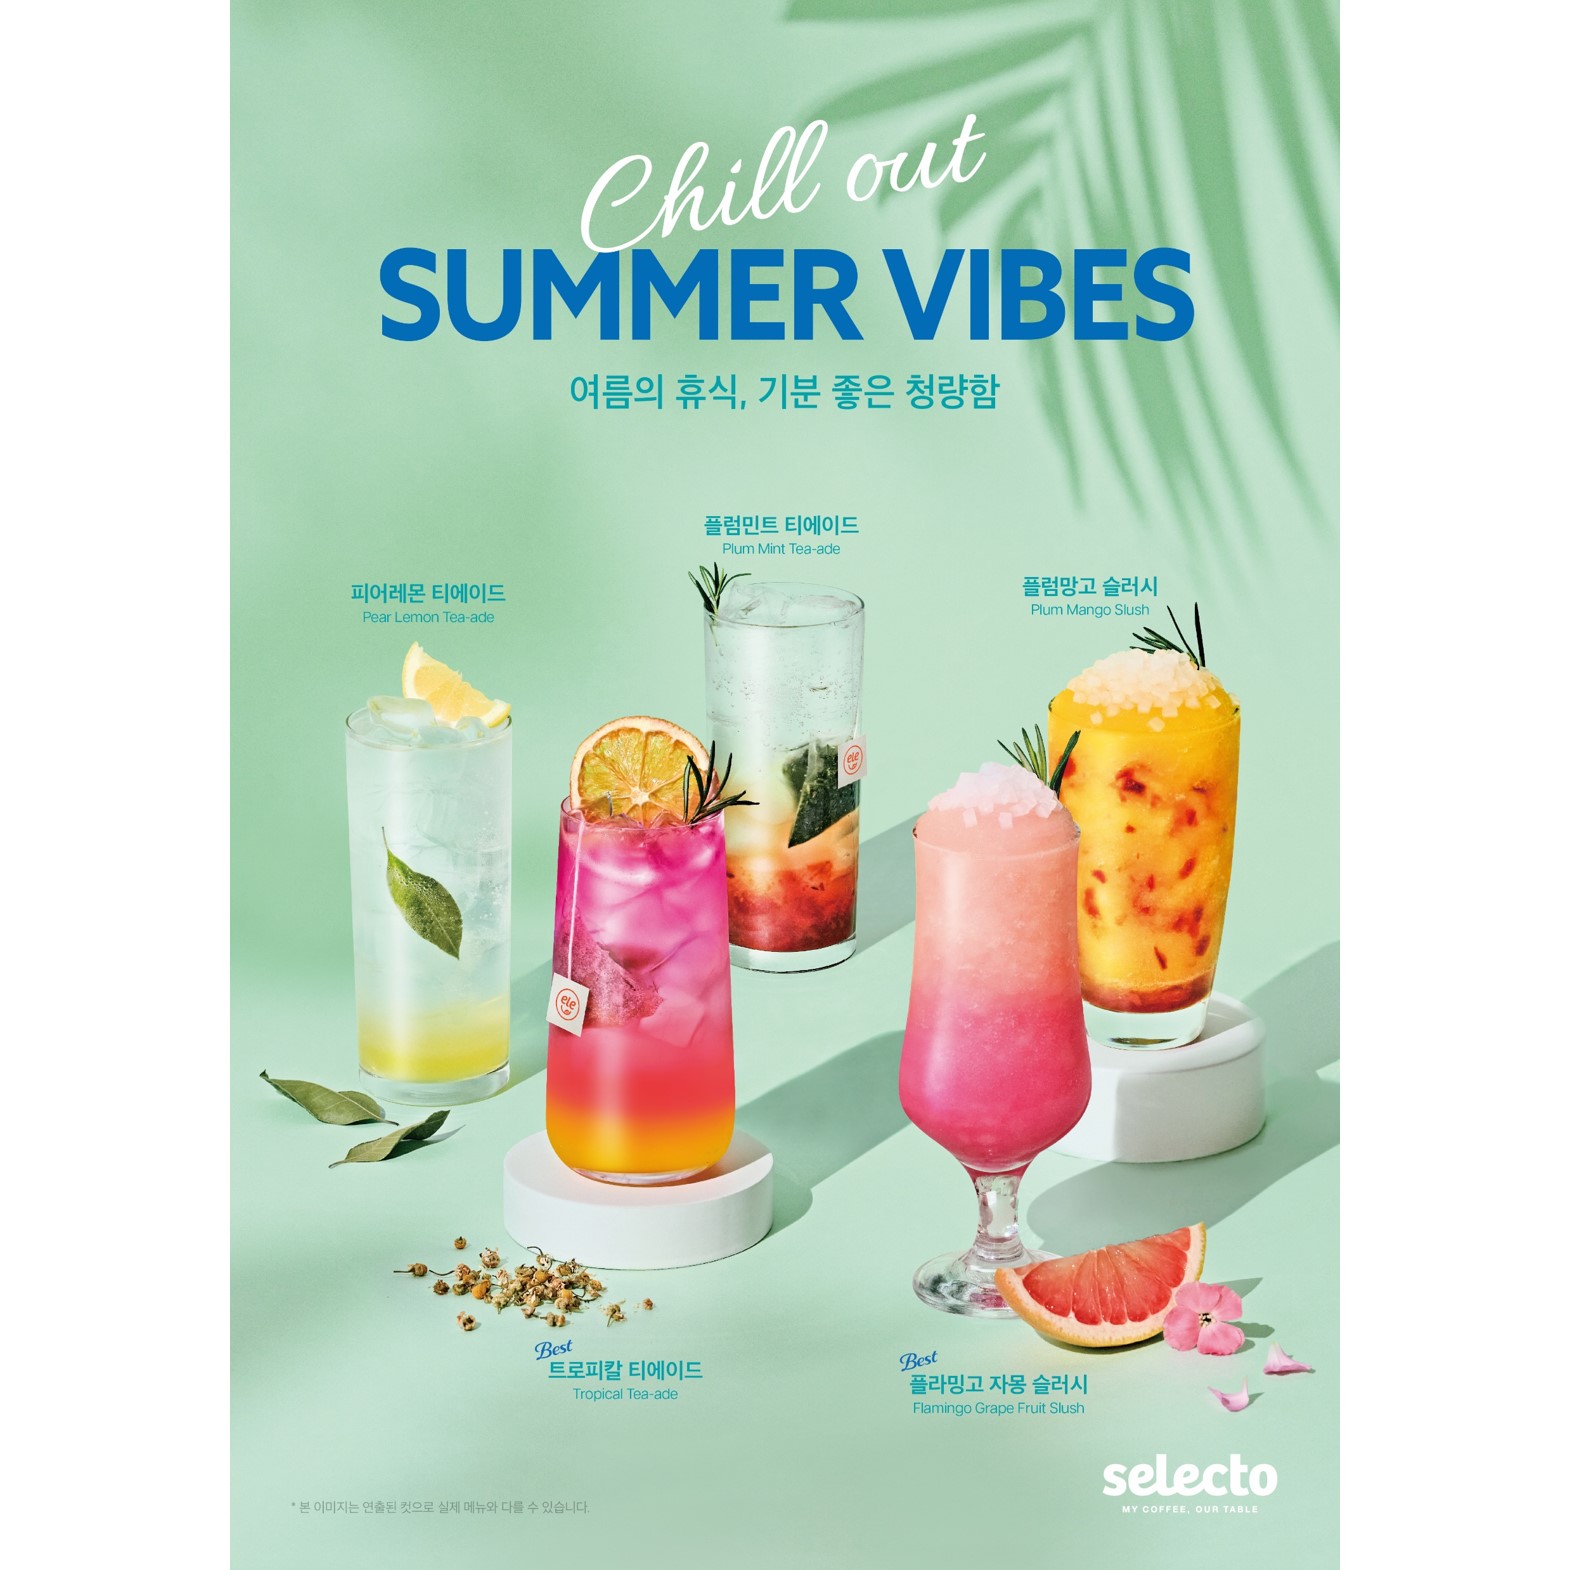 Chill out
SUMMER VIBES
여름의 휴식, 기분 좋은 청량함
플럼민트 티에이드
Plum Mint Tea-ade
피어레몬 티에이드
Pear Lemon Tea-ade
플럼망고 슬러시
Plum Mango Slush
ele
ele
Best
트로피칼 티에이드
Tropical Tea-ade
Best
플라밍고 자몽 슬러시
Flamingo Grape Fruit Slush
selecto
MY COFFEE, OUR TABLE
* 본 이미지는 연출된 컷으로 실제 메뉴와 다를 수 있습니다.